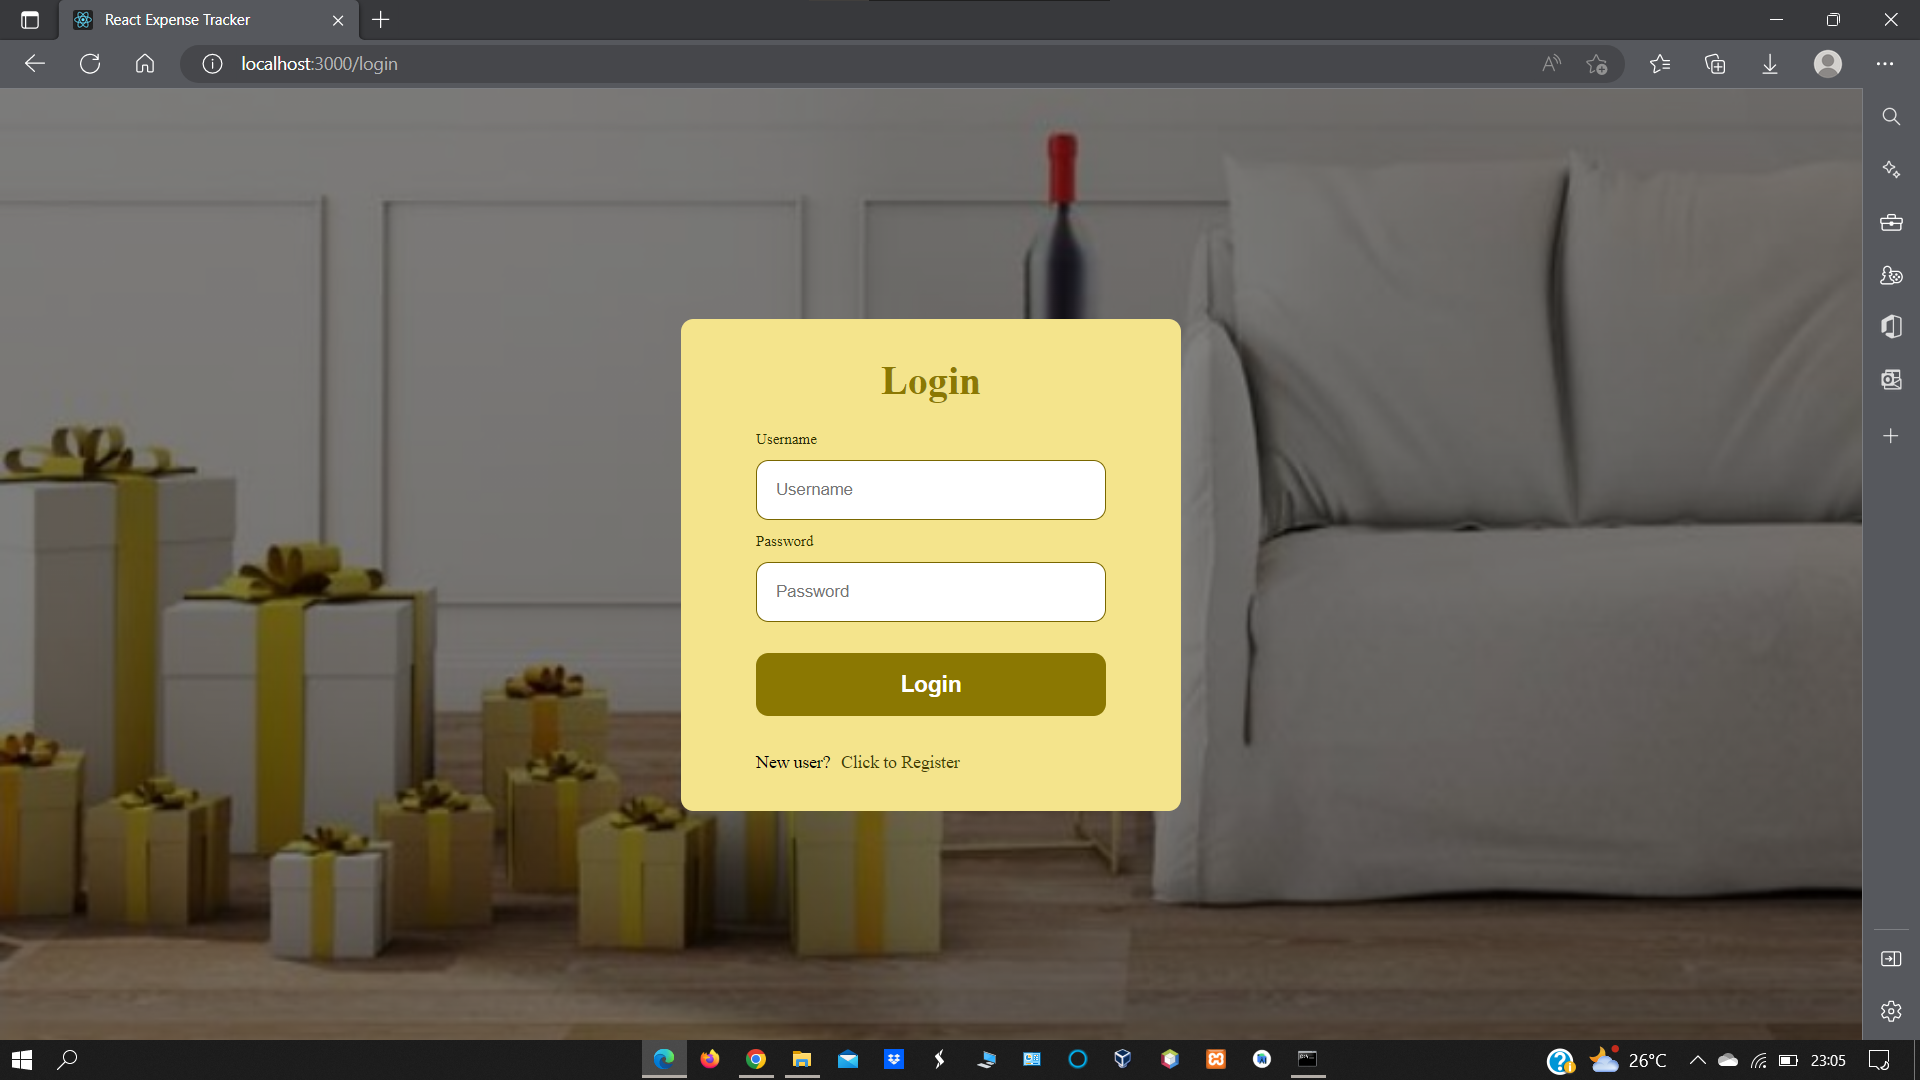 React Expense Tracker
localhost:3000/login
Login
Username
Username
Password
Password
Login
New user? Click to Register
26°C
23:05